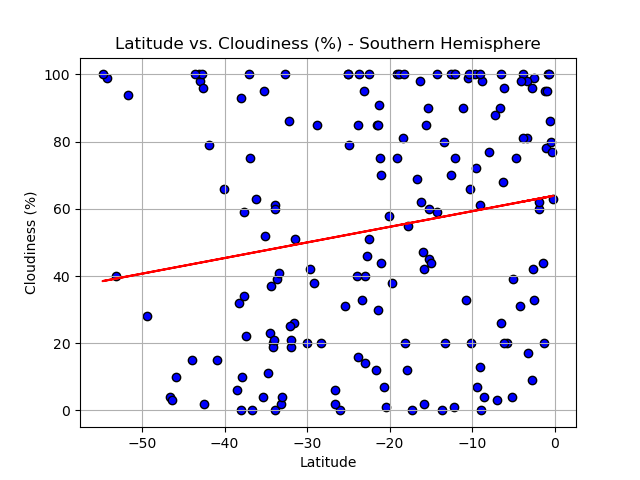 Latitude vs. Cloudiness (%) - Southern Hemisphere
100
80
60
40
20
0
Cloudiness (%)
−50 −40 −30 −20 −10 0
Latitude